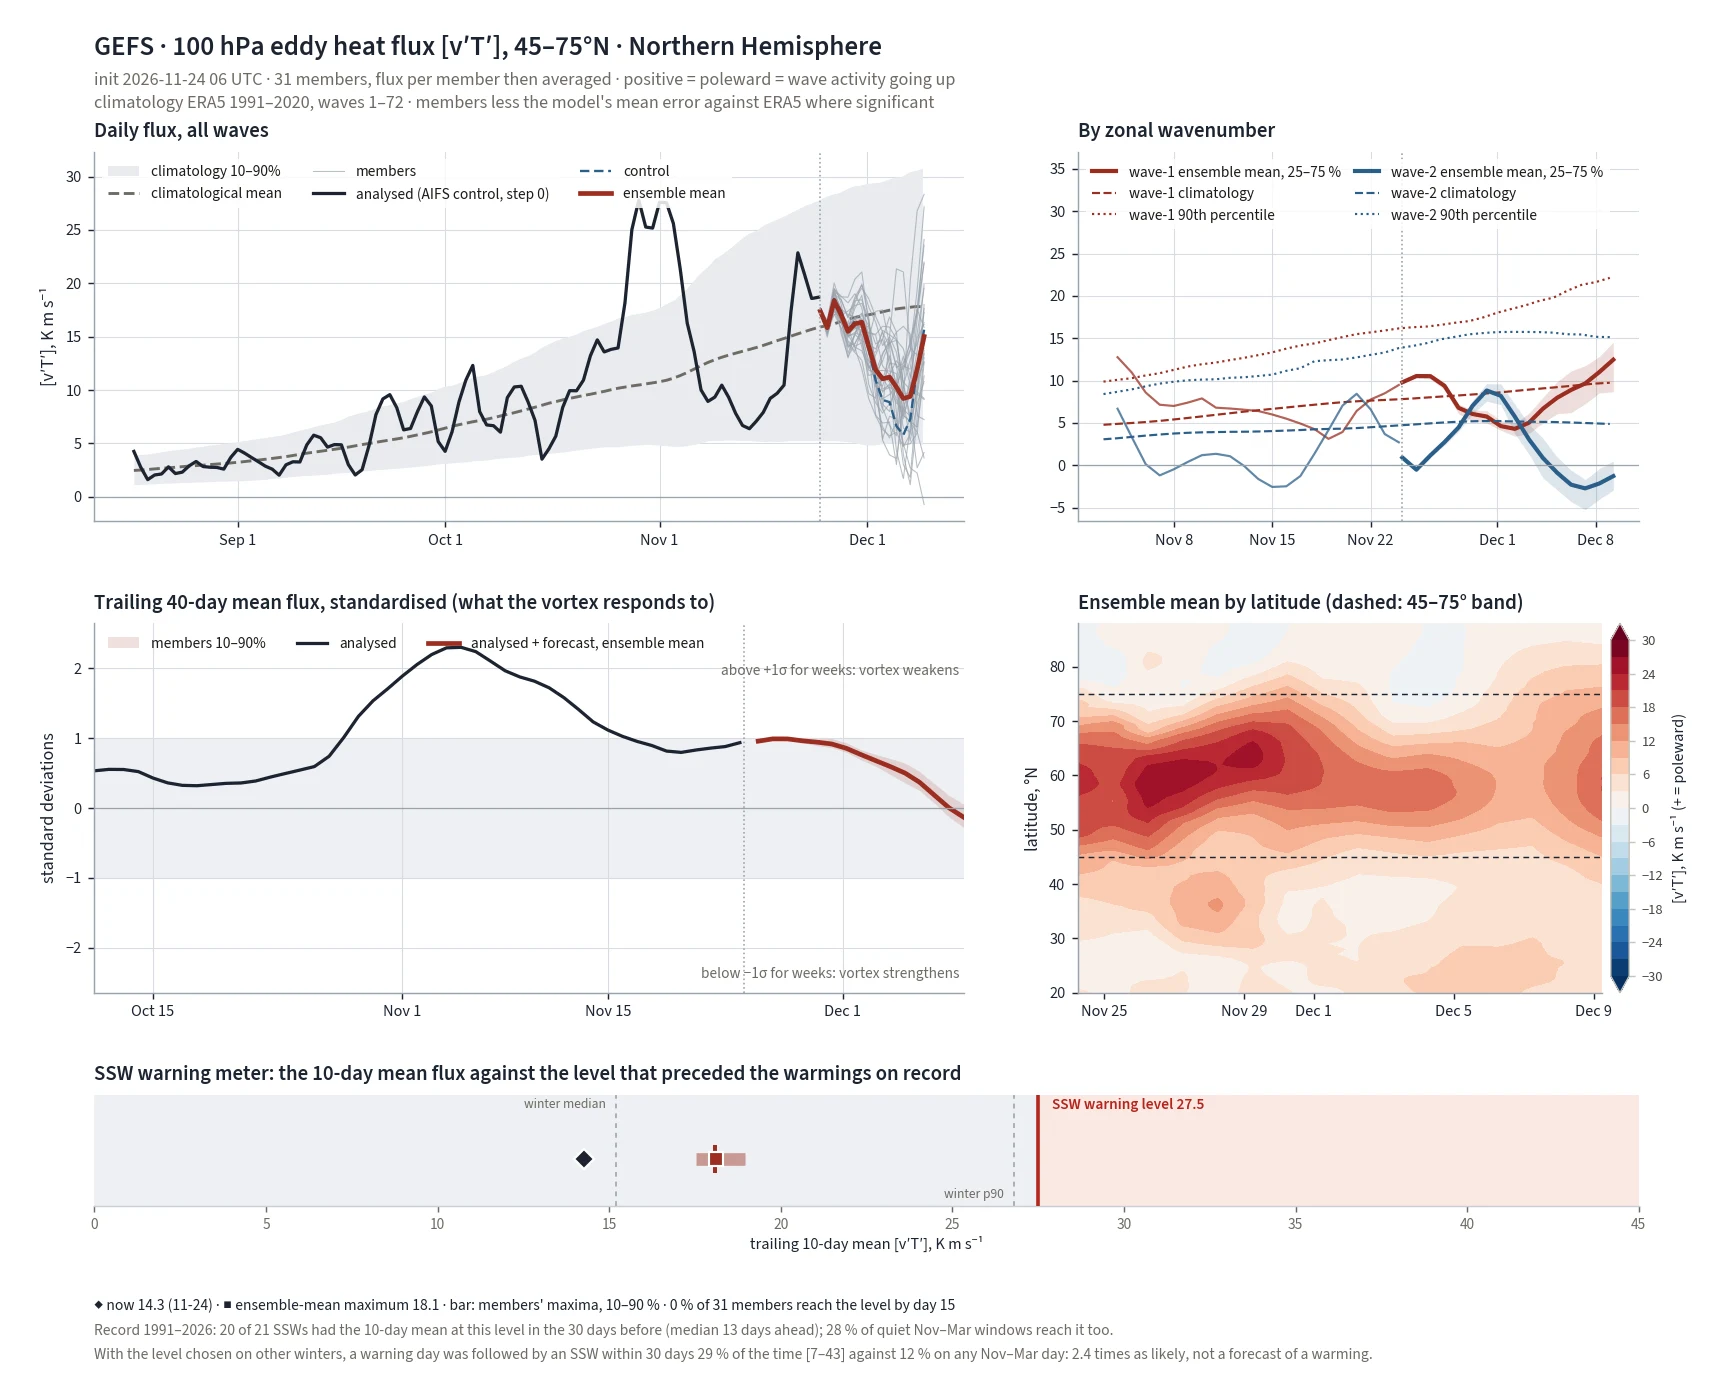 GEFS · 100 hPa eddy heat flux [v′T′], 45–75°N · Northern Hemisphere
init 2026-11-24 06 UTC · 31 members, flux per member then averaged · positive = poleward = wave activity going up
climatology ERA5 1991–2020, waves 1–72 · members less the model's mean error against ERA5 where significant
Daily flux, all waves
climatology 10–90%
members
control
climatological mean
analysed (AIFS control, step 0)
ensemble mean
30
25
20
15
10
5
0
[v′T′], K m s⁻¹
Sep 1
Oct 1
Nov 1
Dec 1
By zonal wavenumber
wave-1 ensemble mean, 25–75 %
wave-2 ensemble mean, 25–75 %
wave-1 climatology
wave-2 climatology
wave-1 90th percentile
wave-2 90th percentile
35
30
25
20
15
10
5
0
−5
Nov 8
Nov 15
Nov 22
Dec 1
Dec 8
Trailing 40-day mean flux, standardised (what the vortex responds to)
members 10–90%
analysed
analysed + forecast, ensemble mean
above +1σ for weeks: vortex weakens
below −1σ for weeks: vortex strengthens
2
1
0
−1
−2
standard deviations
Oct 15
Nov 1
Nov 15
Dec 1
Ensemble mean by latitude (dashed: 45–75° band)
80
70
60
50
40
30
20
latitude, °N
Nov 25
Nov 29
Dec 1
Dec 5
Dec 9
30
24
18
12
6
0
−6
−12
−18
−24
−30
[v′T′], K m s⁻¹ (+ = poleward)
SSW warning meter: the 10-day mean flux against the level that preceded the warmings on record
winter median
SSW warning level 27.5
winter p90
0
5
10
15
20
25
30
35
40
45
trailing 10-day mean [v′T′], K m s⁻¹
◆ now 14.3 (11-24) · ■ ensemble-mean maximum 18.1 · bar: members' maxima, 10–90 % · 0 % of 31 members reach the level by day 15
Record 1991–2026: 20 of 21 SSWs had the 10-day mean at this level in the 30 days before (median 13 days ahead); 28 % of quiet Nov–Mar windows reach it too.
With the level chosen on other winters, a warning day was followed by an SSW within 30 days 29 % of the time [7–43] against 12 % on any Nov–Mar day: 2.4 times as likely, not a forecast of a warming.